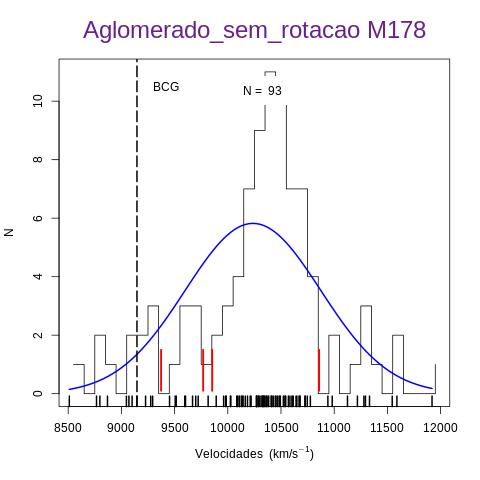 Aglomerado_sem_rotacao M178
BCG
N = 93
N
0
2
4
6
8
10
8500 9000 9500 10000 10500 11000 11500 12000
Velocidades (km/s⁻¹)